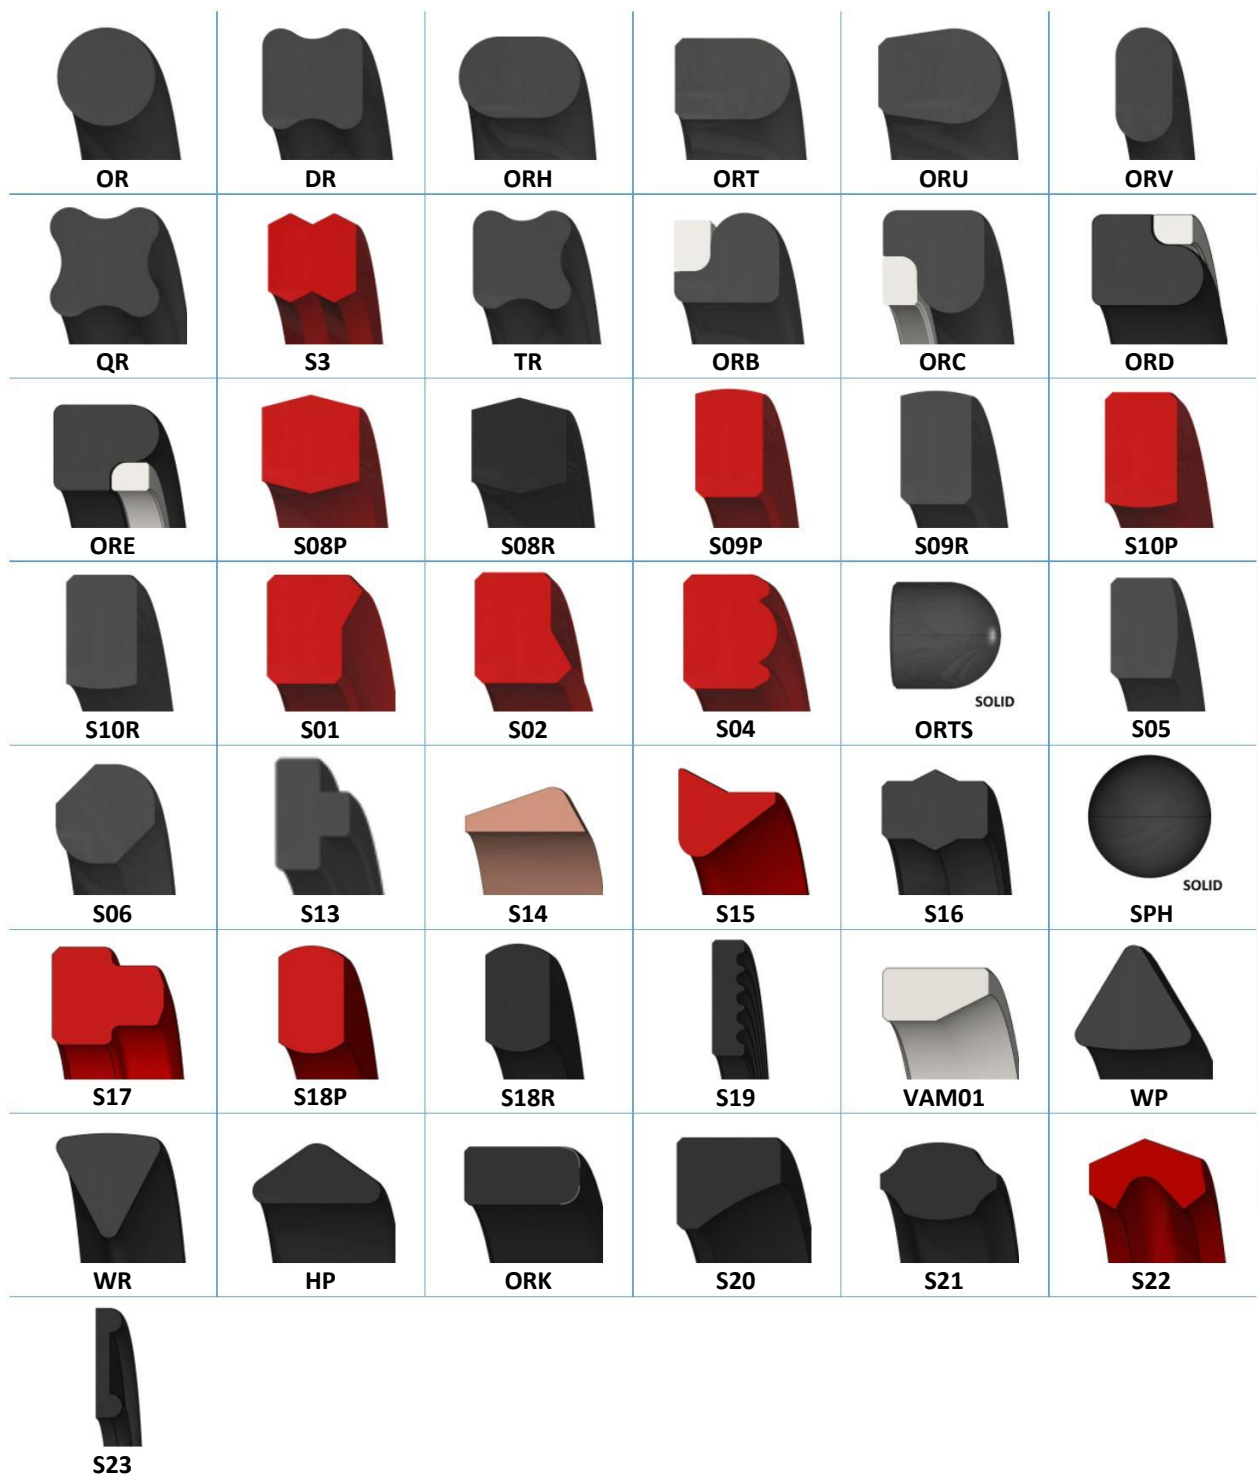 OR DR ORH ORT ORU ORV
QR S3 TR ORB ORC ORD
ORE S08P S08R S09P S09R S10P
SOLID
S10R S01 S02 S04 ORTS S05
SOLID
S06 S13 S14 S15 S16 SPH
S17 S18P S18R S19 VAM01 WP
WR HP ORK S20 S21 S22
S23